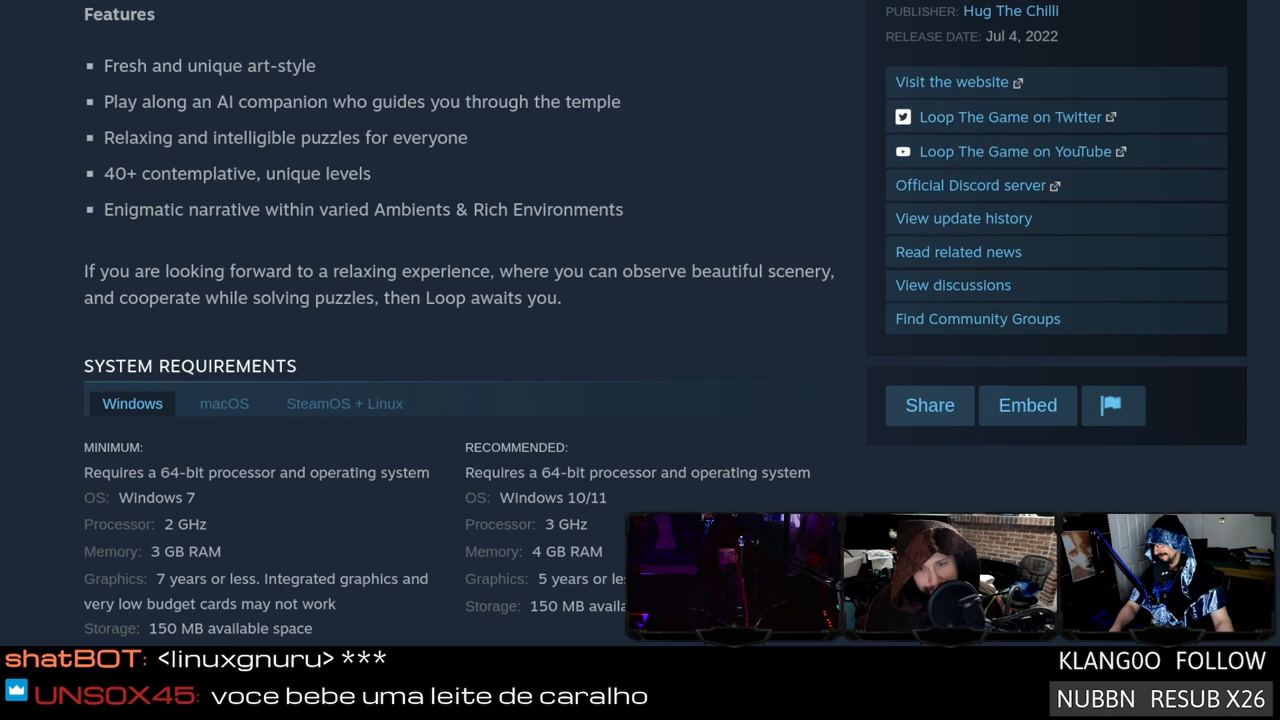 Features
Fresh and unique art-style
Play along an AI companion who guides you through the temple
Relaxing and intelligible puzzles for everyone
40+ contemplative, unique levels
Enigmatic narrative within varied Ambients & Rich Environments
If you are looking forward to a relaxing experience, where you can observe beautiful scenery,
and cooperate while solving puzzles, then Loop awaits you.
SYSTEM REQUIREMENTS
Windows macOS SteamOS + Linux
MINIMUM:
Requires a 64-bit processor and operating system
OS: Windows 7
Processor: 2 GHz
Memory: 3 GB RAM
Graphics: 7 years or less. Integrated graphics and
very low budget cards may not work
Storage: 150 MB available space
RECOMMENDED:
Requires a 64-bit processor and operating system
OS: Windows 10/11
Processor: 3 GHz
Memory: 4 GB RAM
Graphics: 5 years or
Storage: 150 MB
PUBLISHER: Hug The Chilli
RELEASE DATE: Jul 4, 2022
Visit the website
Loop The Game on Twitter
Loop The Game on YouTube
Official Discord server
View update history
Read related news
View discussions
Find Community Groups
Share Embed
shatBOT: <linuxgnuru> ***
UNSOX45: voce bebe uma leite de caralho
KLANG0O FOLLOW
NUBBN RESUB X26